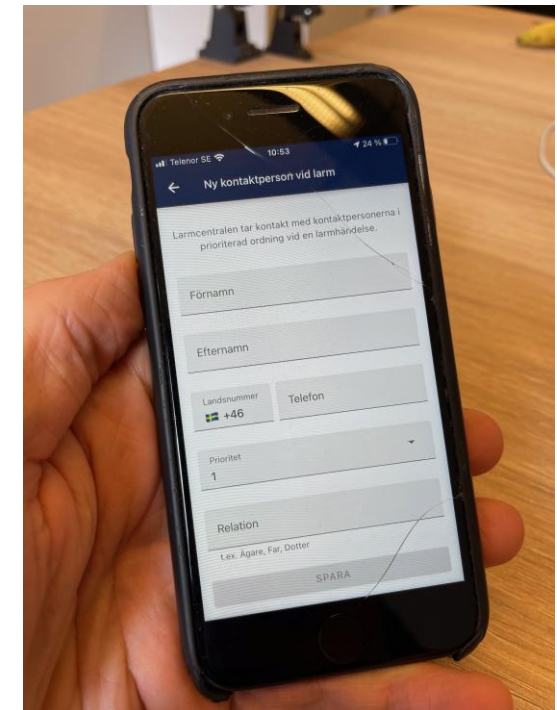 Telenor SE 10:53 24 %
Ny kontaktperson vid larm
Larmcentralen tar kontakt med kontaktpersonerna i
prioriterad ordning vid en larmhändelse.
Förnamn
Efternamn
Landsnummer
+46
Telefon
Prioritet
1
Relation
t.ex. Ägare, Far, Dotter
SPARA